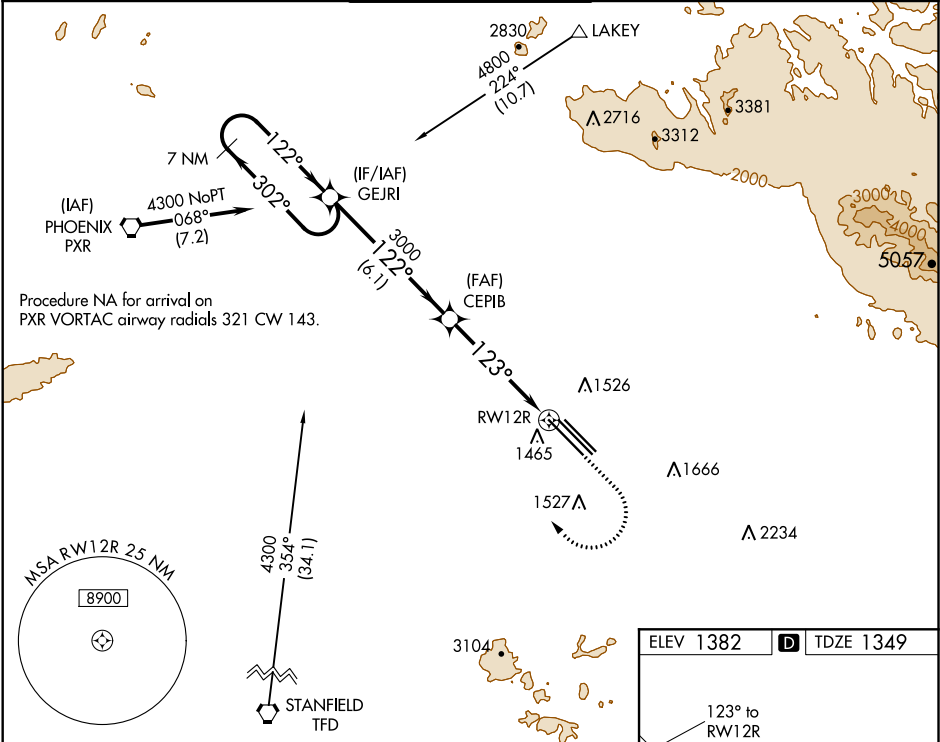 2830
LAKEY
4800
224°
(10.7)
2716
3381
3312
2000
3000
4000
5057
7 NM
122°
302°
(IF/IAF)
GEJRI
(IAF)
PHOENIX
PXR
4300 NoPT
068°
(7.2)
3000
122°
(6.1)
(FAF)
CEPIB
Procedure NA for arrival on
PXR VORTAC airway radials 321 CW 143.
123°
1526
RW12R
1465
1666
1527
2234
4300
354°
(34.1)
MSA RW12R 25 NM
8900
STANFIELD
TFD
3104
ELEV 1382 D TDZE 1349
123° to
RW12R